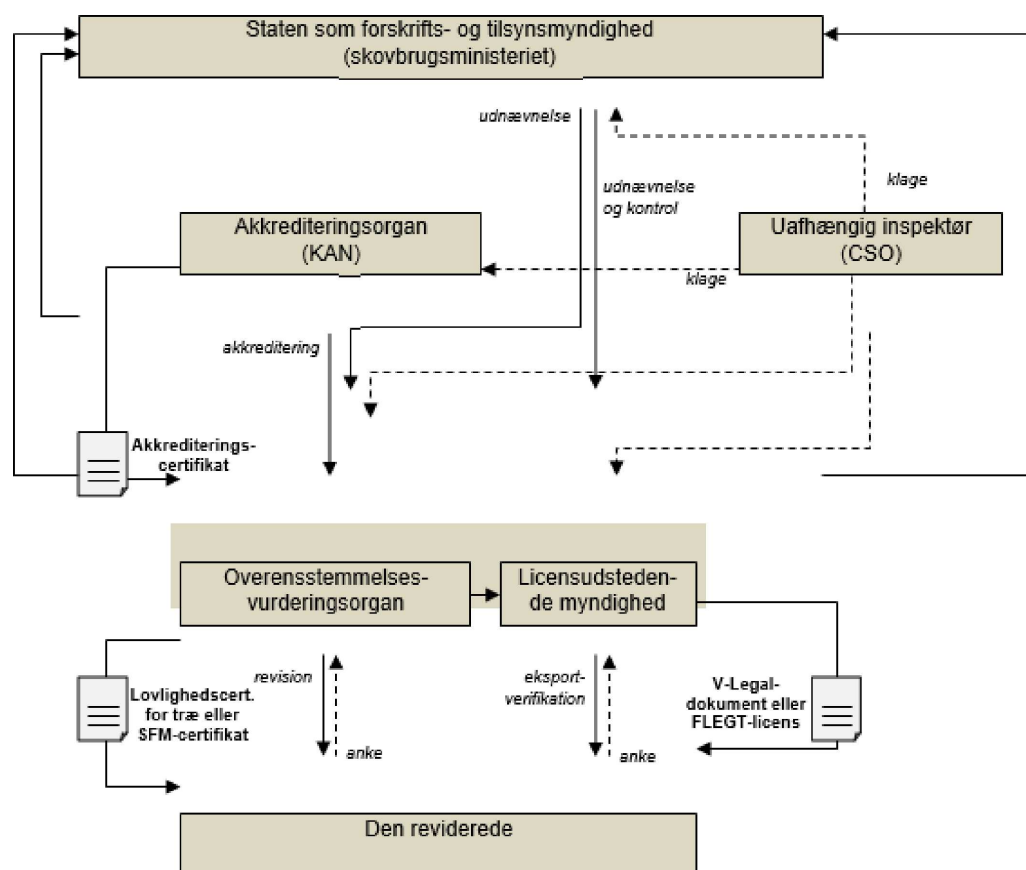 Staten som forskrifts- og tilsynsmyndighed
(skovbrugsministeriet)
udnævnelse
udnævnelse
og kontrol
klage
Akkrediteringsorgan
(KAN)
Uafhængig inspektør
(CSO)
klage
akkreditering
Akkrediterings-
certifikat
Overensstemmelses-
vurderingsorgan
Licensudsteden-
de myndighed
revision
eksport-
verifikation
Lovlighedscert.
for træ eller
SFM-certifikat
V-Legal-
dokument eller
FLEGT-licens
anke
anke
Den reviderede